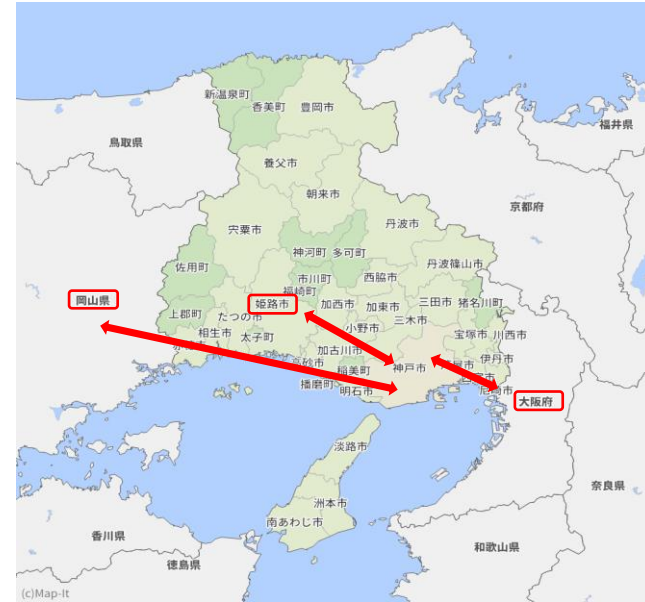 新温泉町
香美町
豊岡市
福井県
鳥取県
養父市
朝来市
京都府
宍粟市
丹波市
神河町
多可町
丹波篠山市
佐用町
市川町
西脇市
岡山県
姫路市
福崎町
加西市
加東市
三田市
猪名川町
上郡町
たつの市
小野市
三木市
相生市
太子町
宝塚市
川西市
加古川市
伊丹市
高砂市
稲美町
神戸市
播磨町
明石市
尼崎市
大阪府
淡路市
奈良県
洲本市
南あわじ市
香川県
和歌山県
徳島県
(c)Map-It